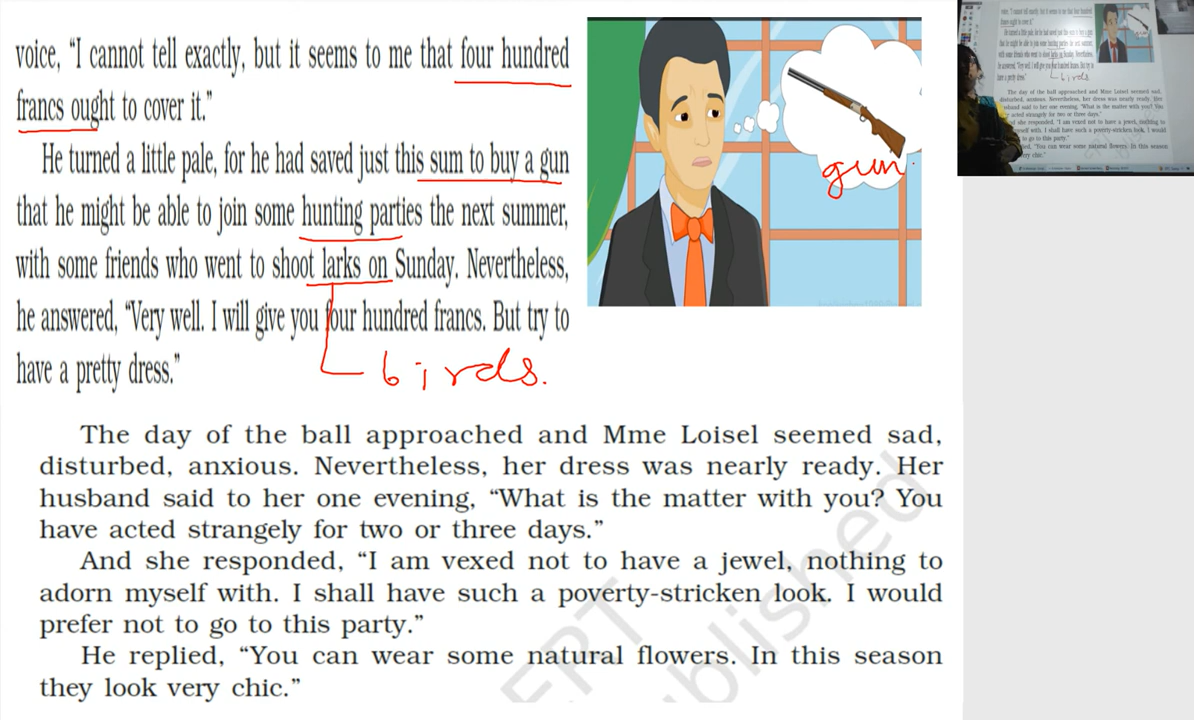 voice, “I cannot tell exactly, but it seems to me that four hundred
francs ought to cover it.”
He turned a little pale, for he had saved just this sum to buy a gun
that he might be able to join some hunting parties the next summer,
with some friends who went to shoot larks on Sunday. Nevertheless,
he answered, “Very well. I will give you four hundred francs. But try to
have a pretty dress.”
birds.
gun.
The day of the ball approached and Mme Loisel seemed sad,
disturbed, anxious. Nevertheless, her dress was nearly ready. Her
husband said to her one evening, “What is the matter with you? You
have acted strangely for two or three days.”
And she responded, “I am vexed not to have a jewel, nothing to
adorn myself with. I shall have such a poverty-stricken look. I would
prefer not to go to this party.”
He replied, “You can wear some natural flowers. In this season
they look very chic.”